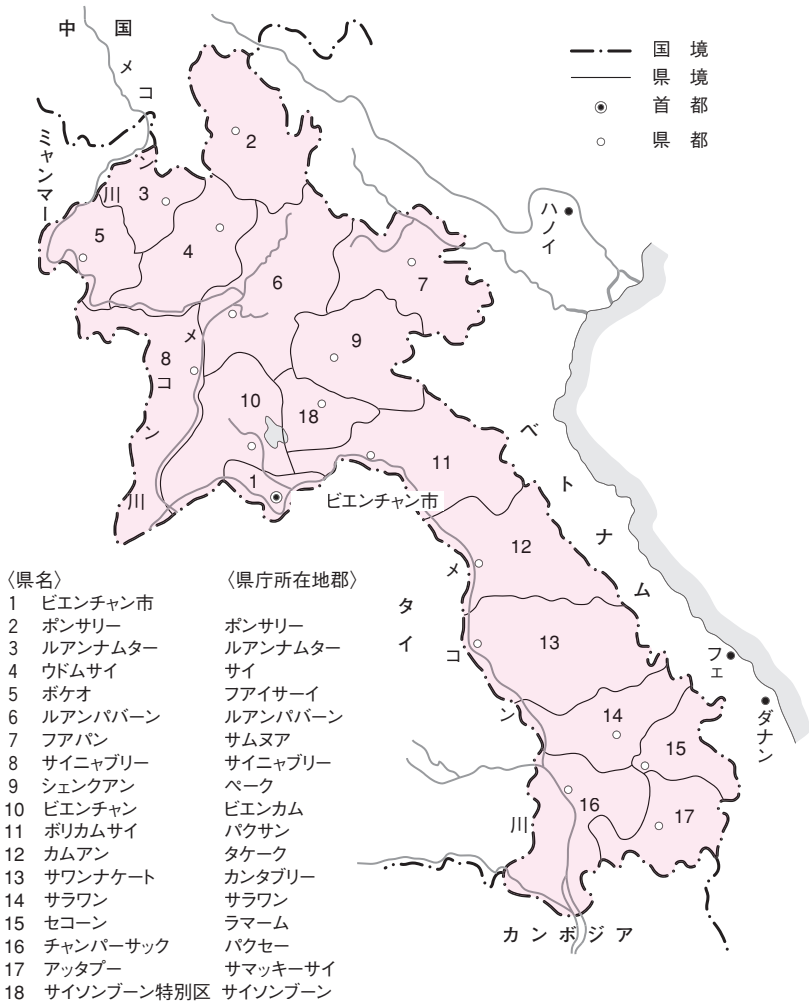 中国
メコン川
ミャンマー
国境
県境
首都
県都
2
3
5
4
6
7
ハノイ
8
メコン川
9
10
18
11
1
ビエンチャン市
ベトナム
12
メコン川
タイ
13
フェ
ダナン
14
15
16
17
カンボジア
〈県名〉 〈県庁所在地郡〉
1 ビエンチャン市
2 ポンサリー ポンサリー
3 ルアンナムター ルアンナムター
4 ウドムサイ サイ
5 ボケオ フアイサーイ
6 ルアンパバーン ルアンパバーン
7 フアパン サムヌア
8 サイニャブリー サイニャブリー
9 シェンクアン ペーク
10 ビエンチャン ビエンカム
11 ボリカムサイ パクサン
12 カムアン タケーク
13 サワンナケート カンタブリー
14 サラワン サラワン
15 セコーン ラマーム
16 チャンパーサック パクセー
17 アッタプー サマッキーサイ
18 サイソンブーン特別区 サイソンブーン